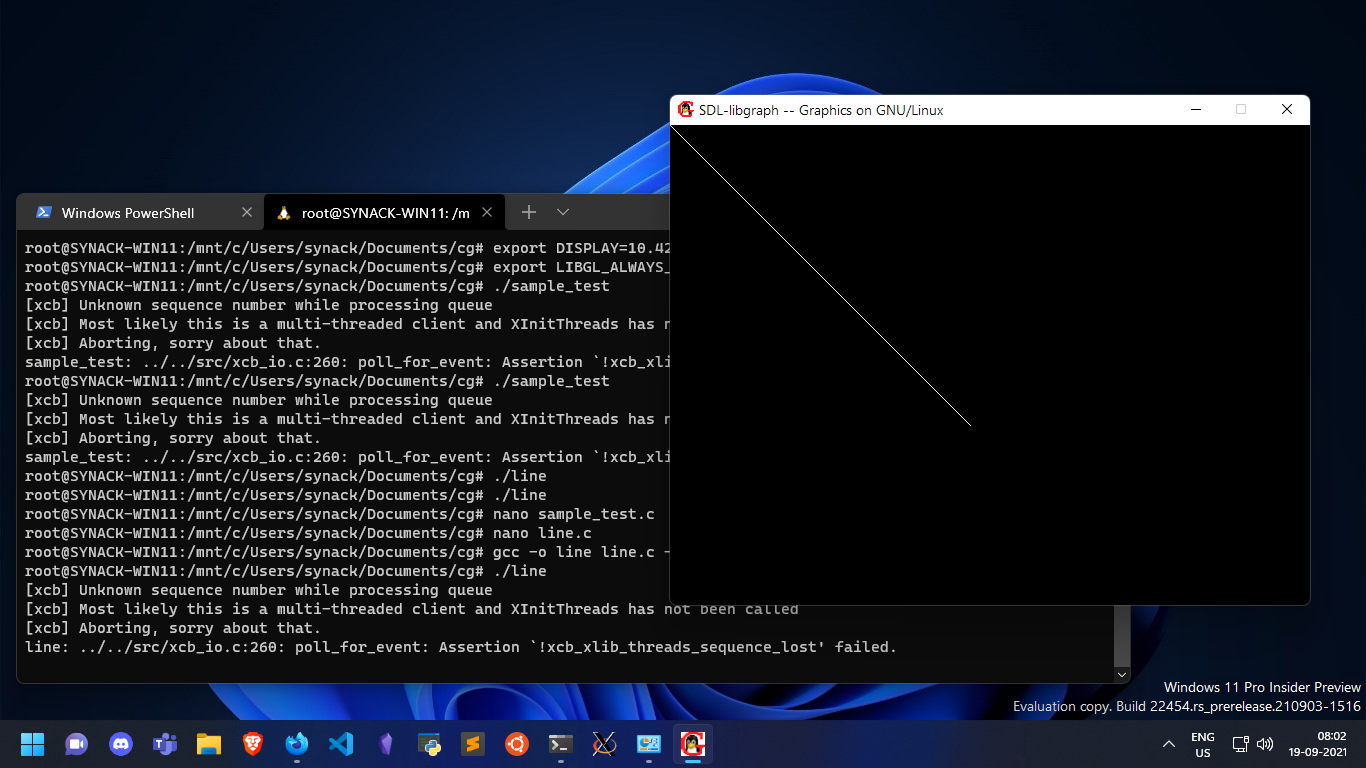 SDL-libgraph -- Graphics on GNU/Linux
Windows PowerShell
root@SYNACK-WIN11: /m
root@SYNACK-WIN11:/mnt/c/Users/synack/Documents/cg# export DISPLAY=10.42
root@SYNACK-WIN11:/mnt/c/Users/synack/Documents/cg# export LIBGL_ALWAYS_
root@SYNACK-WIN11:/mnt/c/Users/synack/Documents/cg# ./sample_test
[xcb] Unknown sequence number while processing queue
[xcb] Most likely this is a multi-threaded client and XInitThreads has n
[xcb] Aborting, sorry about that.
sample_test: ../../src/xcb_io.c:260: poll_for_event: Assertion `!xcb_xli
root@SYNACK-WIN11:/mnt/c/Users/synack/Documents/cg# ./sample_test
[xcb] Unknown sequence number while processing queue
[xcb] Most likely this is a multi-threaded client and XInitThreads has n
[xcb] Aborting, sorry about that.
sample_test: ../../src/xcb_io.c:260: poll_for_event: Assertion `!xcb_xli
root@SYNACK-WIN11:/mnt/c/Users/synack/Documents/cg# ./line
root@SYNACK-WIN11:/mnt/c/Users/synack/Documents/cg# ./line
root@SYNACK-WIN11:/mnt/c/Users/synack/Documents/cg# nano sample_test.c
root@SYNACK-WIN11:/mnt/c/Users/synack/Documents/cg# nano line.c
root@SYNACK-WIN11:/mnt/c/Users/synack/Documents/cg# gcc -o line line.c -
root@SYNACK-WIN11:/mnt/c/Users/synack/Documents/cg# ./line
[xcb] Unknown sequence number while processing queue
[xcb] Most likely this is a multi-threaded client and XInitThreads has not been called
[xcb] Aborting, sorry about that.
line: ../../src/xcb_io.c:260: poll_for_event: Assertion `!xcb_xlib_threads_sequence_lost' failed.
Windows 11 Pro Insider Preview
Evaluation copy. Build 22454.rs_prerelease.210903-1516
ENG
US
08:02
19-09-2021